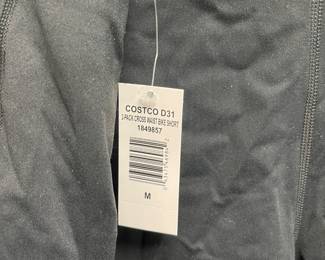 COSTCO D31
2-PACK CROSS WAIST BIKE SHORT
1849857
M